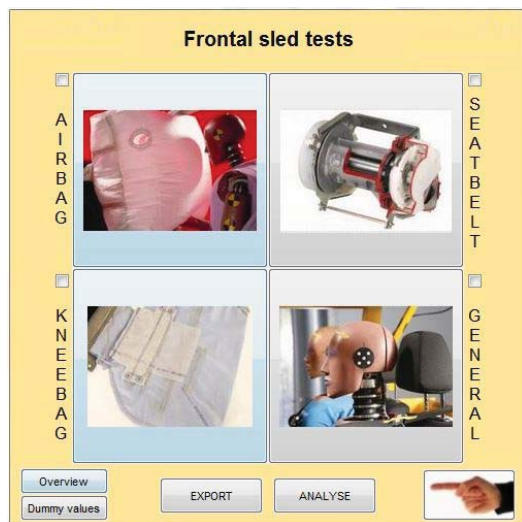 Frontal sled tests
AIRBAG
SEATBELT
KNEEBAG
GENERAL
Overview
Dummy values
EXPORT
ANALYSE